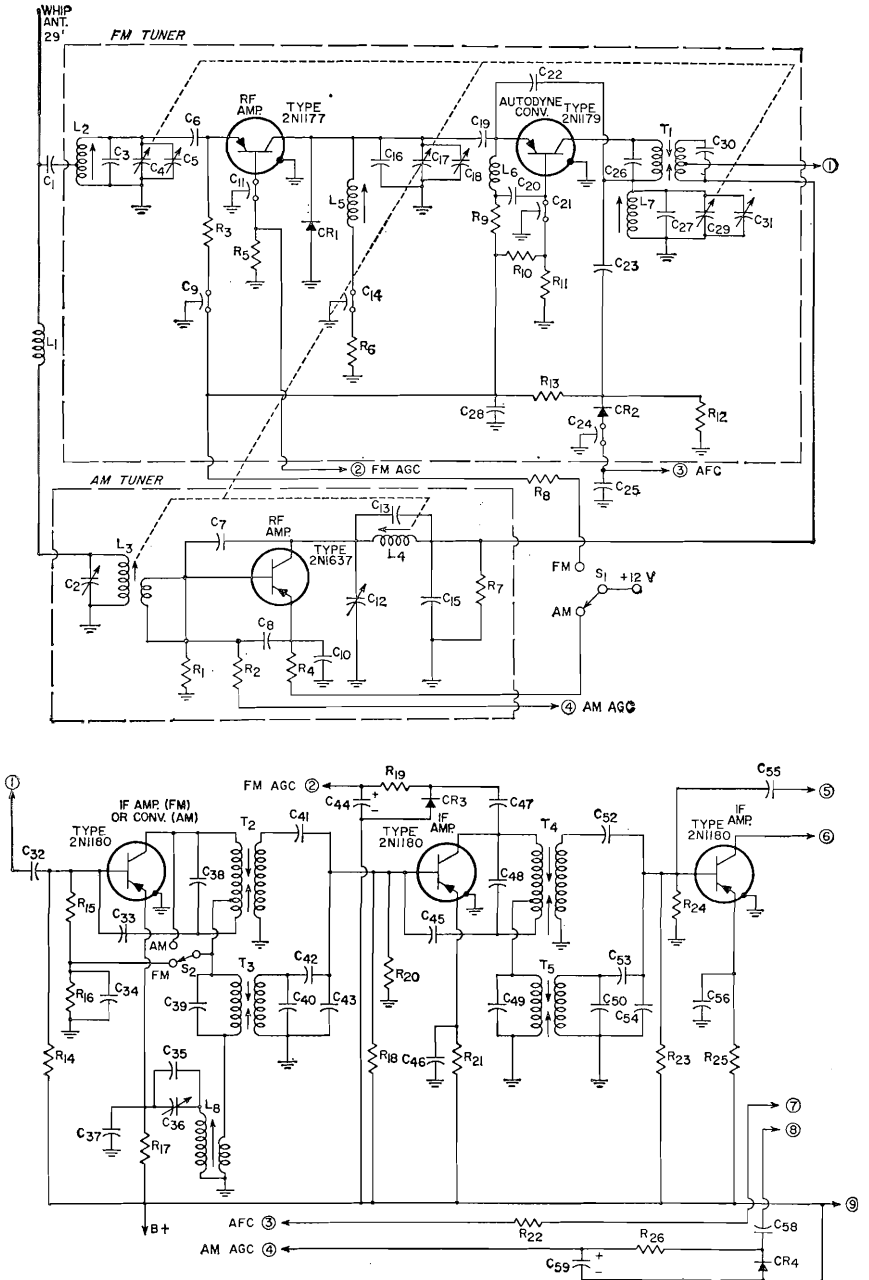 WHIP
ANT.
29"
FM TUNER
C22
L2
C6
RF
AMP.
TYPE
2N1177
C19
AUTODYNE
CONV.
TYPE
2N1179
T1
C30
C1
C3
C4
C5
C11
C16
C17
C18
L6
C20
C21
C26
①
L5
L7
C27
C29
C31
R3
R5
CR1
R9
R10
R11
C23
C9
C14
L1
R6
C28
R13
CR2
R12
C24
② FM AGC
③ AFC
AM TUNER
R8
C25
C13
C7
RF
AMP.
TYPE
2N1637
L4
L3
FM
S1
+12 V
C2
C12
C15
R7
AM
C8
R1
R2
R4
C10
④ AM AGC
①
FM AGC ②
R19
C55
⑤
C44
+
-
CR3
C47
IF AMP. (FM)
OR CONV. (AM)
TYPE
2N1180
T2
C41
TYPE
2N1180
IF
AMP.
T4
C52
IF
AMP.
TYPE
2N1180
⑥
C32
C38
C48
R15
R24
C33
C45
AM
FM
S2
C42
T3
R20
C53
T5
R16
C34
C39
C40
C43
C49
C50
C54
C56
R14
C35
R18
C46
R21
R23
R25
C36
L8
⑦
C37
R17
⑧
⑨
B+
AFC ③
R22
C58
AM AGC ④
R26
C59
+
-
CR4